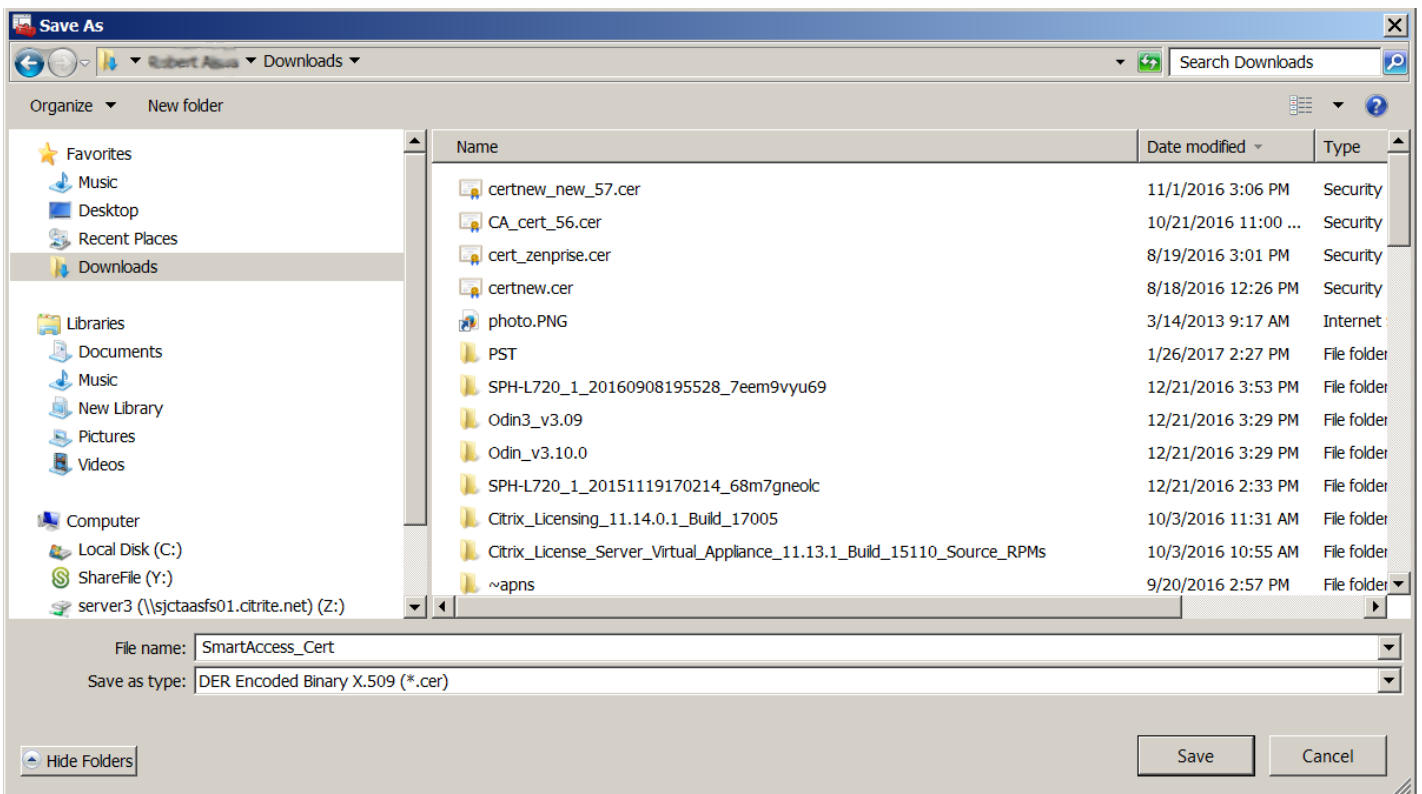 Save As
Downloads
Search Downloads
Organize
New folder
Favorites
Music
Desktop
Recent Places
Downloads
Libraries
Documents
Music
New Library
Pictures
Videos
Computer
Local Disk (C:)
ShareFile (Y:)
server3 (\\sjctaasfs01.citrite.net) (Z:)
Name Date modified Type
certnew_new_57.cer 11/1/2016 3:06 PM Security
CA_cert_56.cer 10/21/2016 11:00 ... Security
cert_zenprise.cer 8/19/2016 3:01 PM Security
certnew.cer 8/18/2016 12:26 PM Security
photo.PNG 3/14/2013 9:17 AM Internet
PST 1/26/2017 2:27 PM File folder
SPH-L720_1_20160908195528_7eem9vyu69 12/21/2016 3:53 PM File folder
Odin3_v3.09 12/21/2016 3:29 PM File folder
Odin_v3.10.0 12/21/2016 3:29 PM File folder
SPH-L720_1_20151119170214_68m7gneolc 12/21/2016 2:33 PM File folder
Citrix_Licensing_11.14.0.1_Build_17005 10/3/2016 11:31 AM File folder
Citrix_License_Server_Virtual_Appliance_11.13.1_Build_15110_Source_RPMs 10/3/2016 10:55 AM File folder
~apns 9/20/2016 2:57 PM File folder
File name: SmartAccess_Cert
Save as type: DER Encoded Binary X.509 (*.cer)
Hide Folders
Save
Cancel